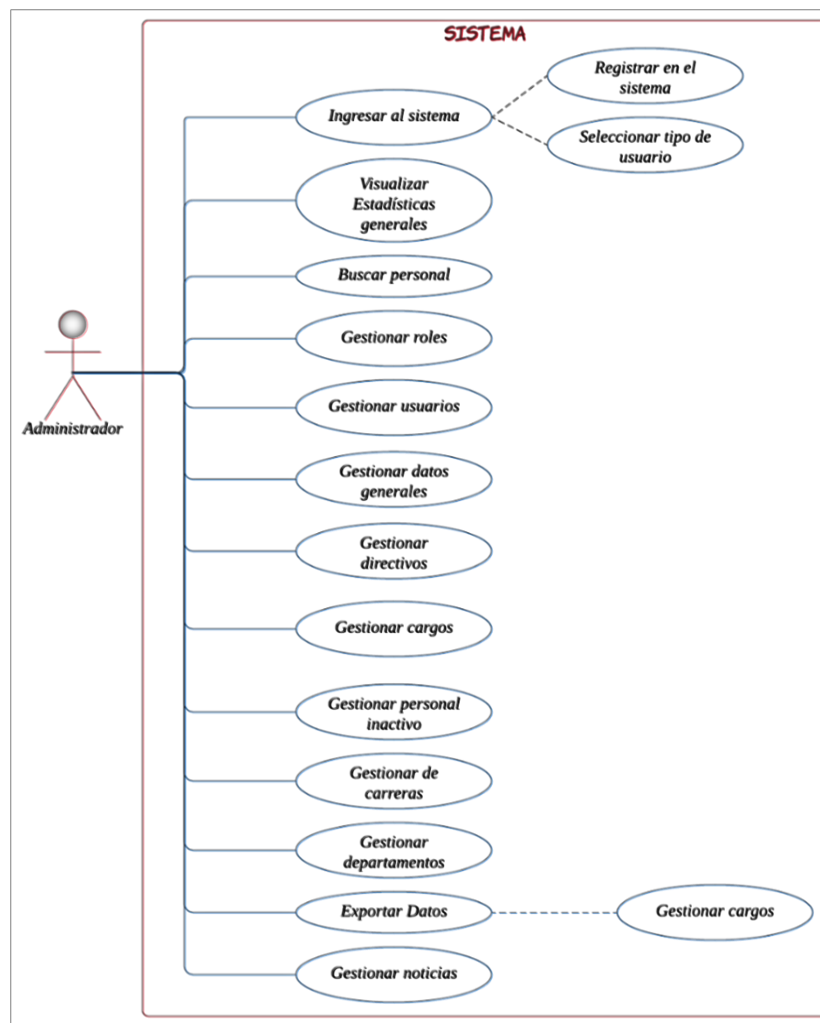 SISTEMA
Registrar en el
sistema
Ingresar al sistema
Seleccionar tipo de
usuario
Visualizar
Estadísticas
generales
Buscar personal
Gestionar roles
Gestionar usuarios
Administrador
Gestionar datos
generales
Gestionar
directivos
Gestionar cargos
Gestionar personal
inactivo
Gestionar de
carreras
Gestionar
departamentos
Exportar Datos
Gestionar cargos
Gestionar noticias